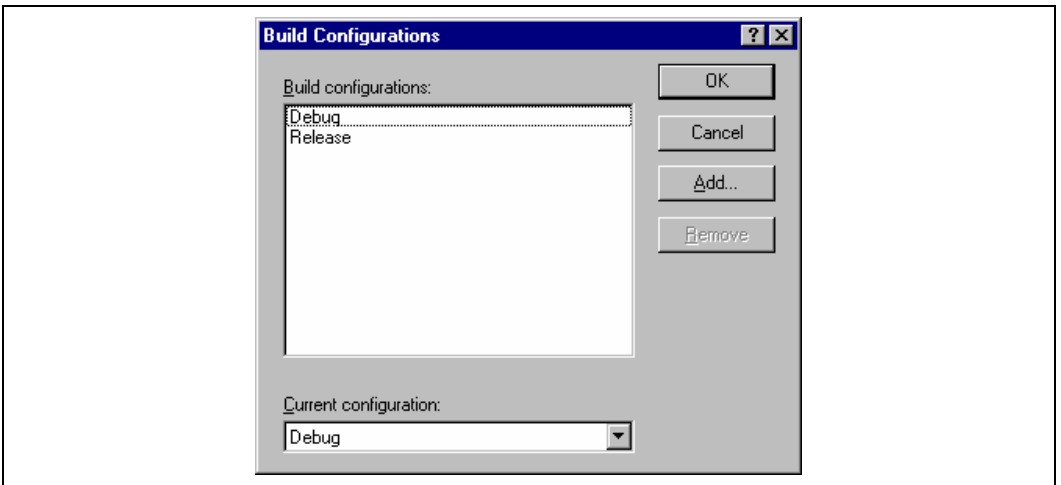 Build Configurations
Build configurations:
Debug
Release
OK
Cancel
Add...
Remove
Current configuration:
Debug